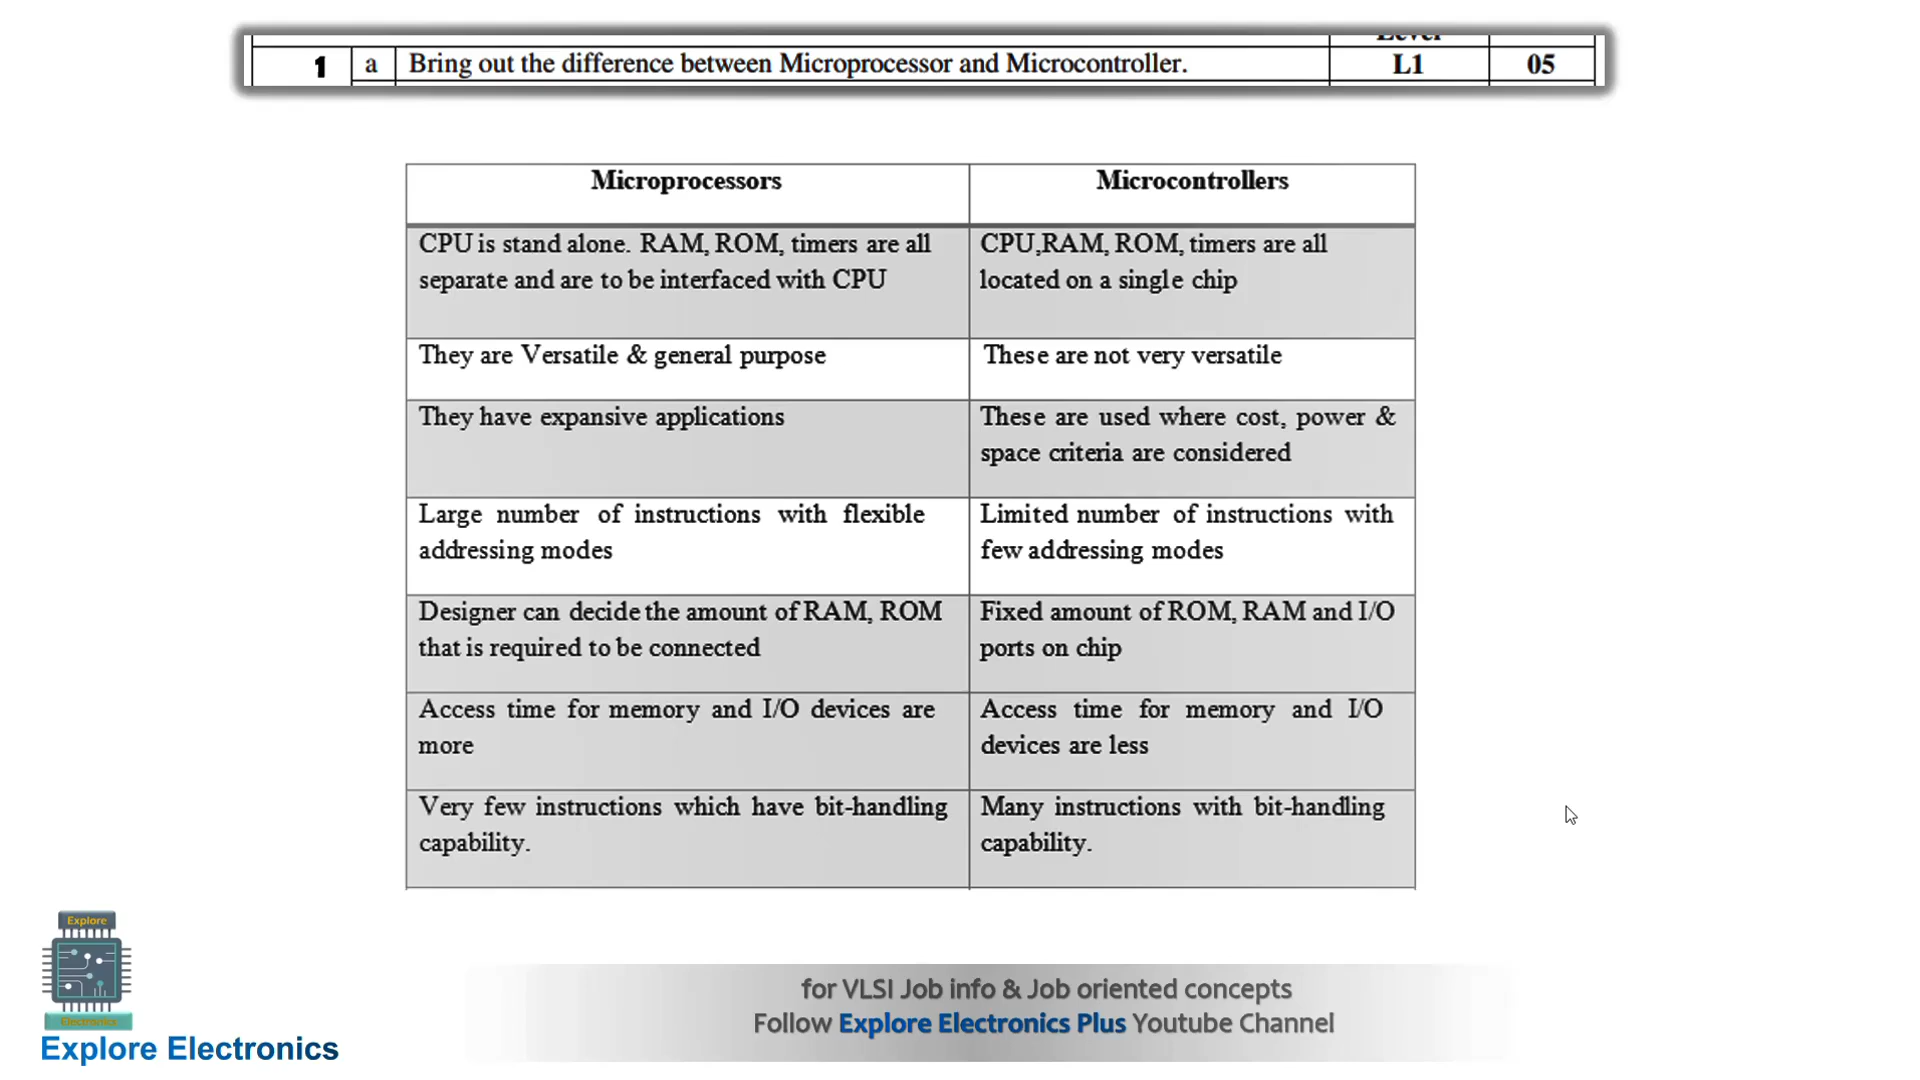 1 a Bring out the difference between Microprocessor and Microcontroller. L1 05
Microprocessors Microcontrollers
CPU is stand alone. RAM, ROM, timers are all
separate and are to be interfaced with CPU
CPU,RAM, ROM, timers are all
located on a single chip
They are Versatile & general purpose
These are not very versatile
They have expansive applications
These are used where cost, power &
space criteria are considered
Large number of instructions with flexible
addressing modes
Limited number of instructions with
few addressing modes
Designer can decide the amount of RAM, ROM
that is required to be connected
Fixed amount of ROM, RAM and I/O
ports on chip
Access time for memory and I/O devices are
more
Access time for memory and I/O
devices are less
Very few instructions which have bit-handling
capability.
Many instructions with bit-handling
capability.
Explore
Electronics
Explore Electronics
for VLSI Job info & Job oriented concepts
Follow Explore Electronics Plus Youtube Channel